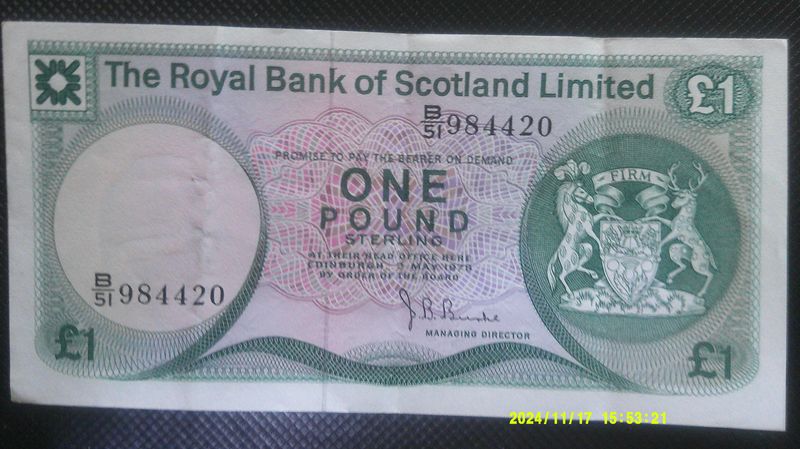 The Royal Bank of Scotland Limited
£1
B/51 984420
PROMISE TO PAY THE BEARER ON DEMAND
ONE
POUND
STERLING
AT THEIR HEAD OFFICE HERE
EDINBURGH MAY 1978
BY ORDER OF THE BOARD
FIRM
B/51 984420
J. B. Burke
MANAGING DIRECTOR
£1
£1
2024/11/17 15:53:21